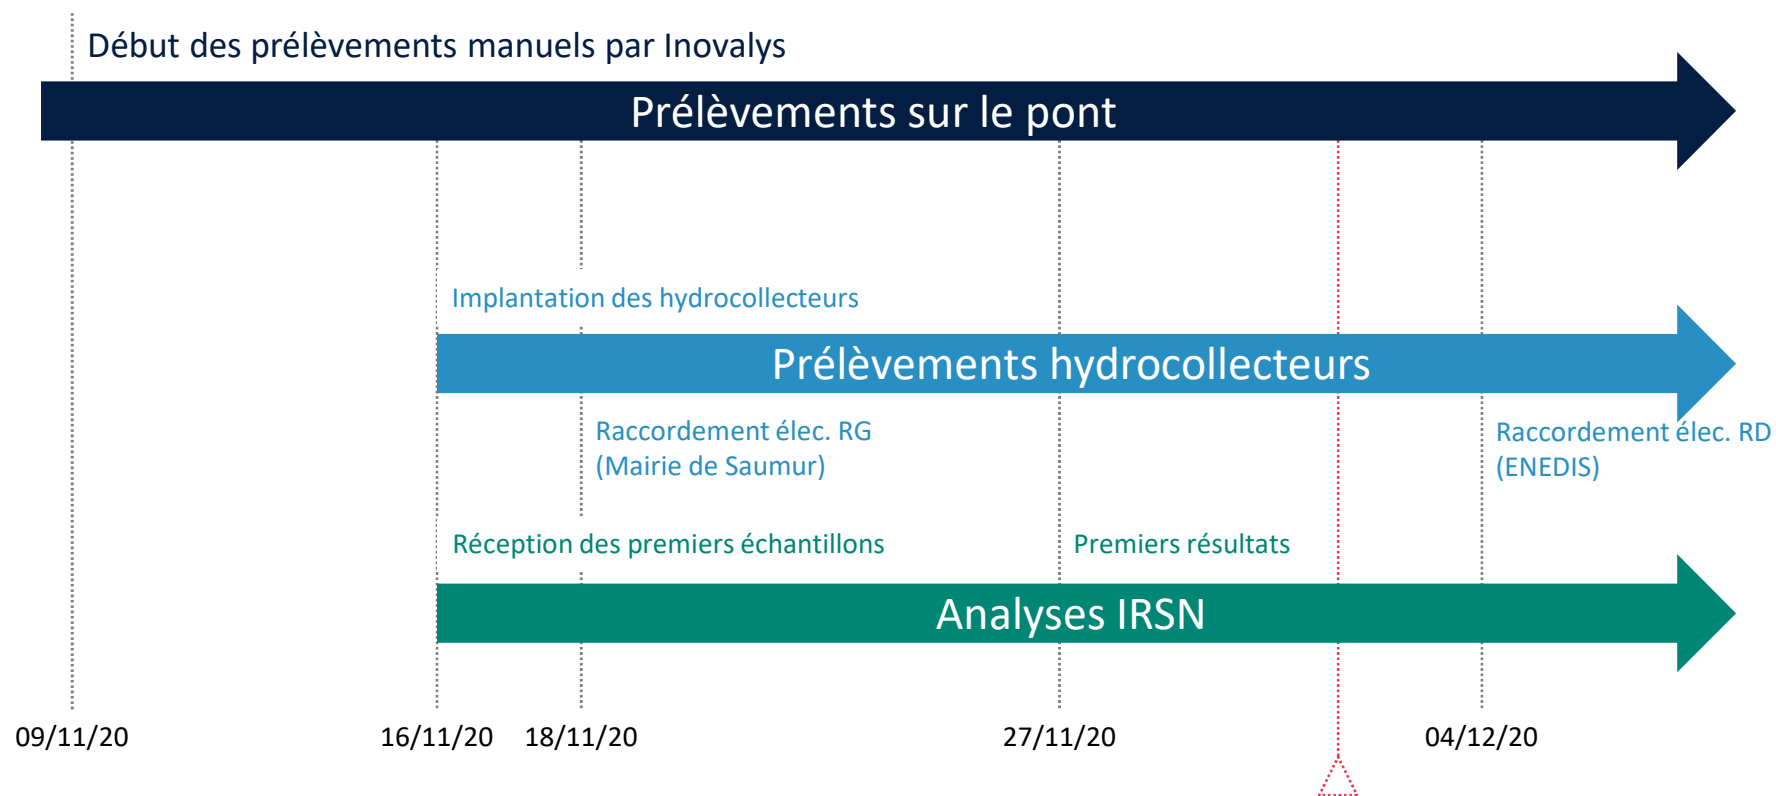 Début des prélèvements manuels par Inovalys
Prélèvements sur le pont
Implantation des hydrocollecteurs
Prélèvements hydrocollecteurs
Raccordement élec. RG
(Mairie de Saumur)
Raccordement élec. RD
(ENEDIS)
Réception des premiers échantillons
Premiers résultats
Analyses IRSN
09/11/20
16/11/20
18/11/20
27/11/20
04/12/20